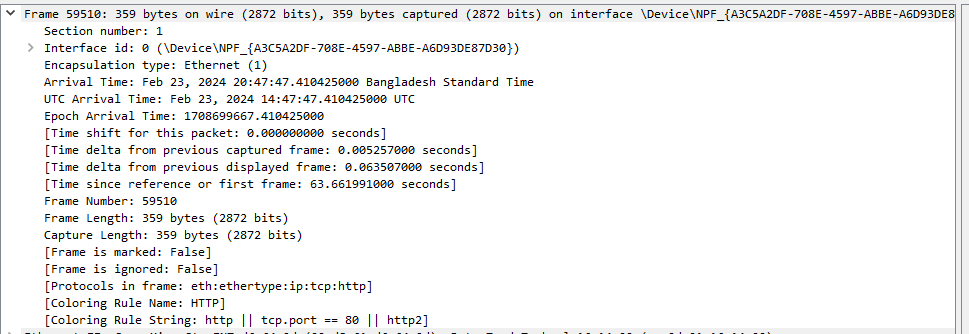 Frame 59510: 359 bytes on wire (2872 bits), 359 bytes captured (2872 bits) on interface \Device\NPF_{A3C5A2DF-708E-4597-ABBE-A6D93DE8
Section number: 1
Interface id: 0 (\Device\NPF_{A3C5A2DF-708E-4597-ABBE-A6D93DE87D30})
Encapsulation type: Ethernet (1)
Arrival Time: Feb 23, 2024 20:47:47.410425000 Bangladesh Standard Time
UTC Arrival Time: Feb 23, 2024 14:47:47.410425000 UTC
Epoch Arrival Time: 1708699667.410425000
[Time shift for this packet: 0.000000000 seconds]
[Time delta from previous captured frame: 0.005257000 seconds]
[Time delta from previous displayed frame: 0.063507000 seconds]
[Time since reference or first frame: 63.661991000 seconds]
Frame Number: 59510
Frame Length: 359 bytes (2872 bits)
Capture Length: 359 bytes (2872 bits)
[Frame is marked: False]
[Frame is ignored: False]
[Protocols in frame: eth:ethertype:ip:tcp:http]
[Coloring Rule Name: HTTP]
[Coloring Rule String: http || tcp.port == 80 || http2]